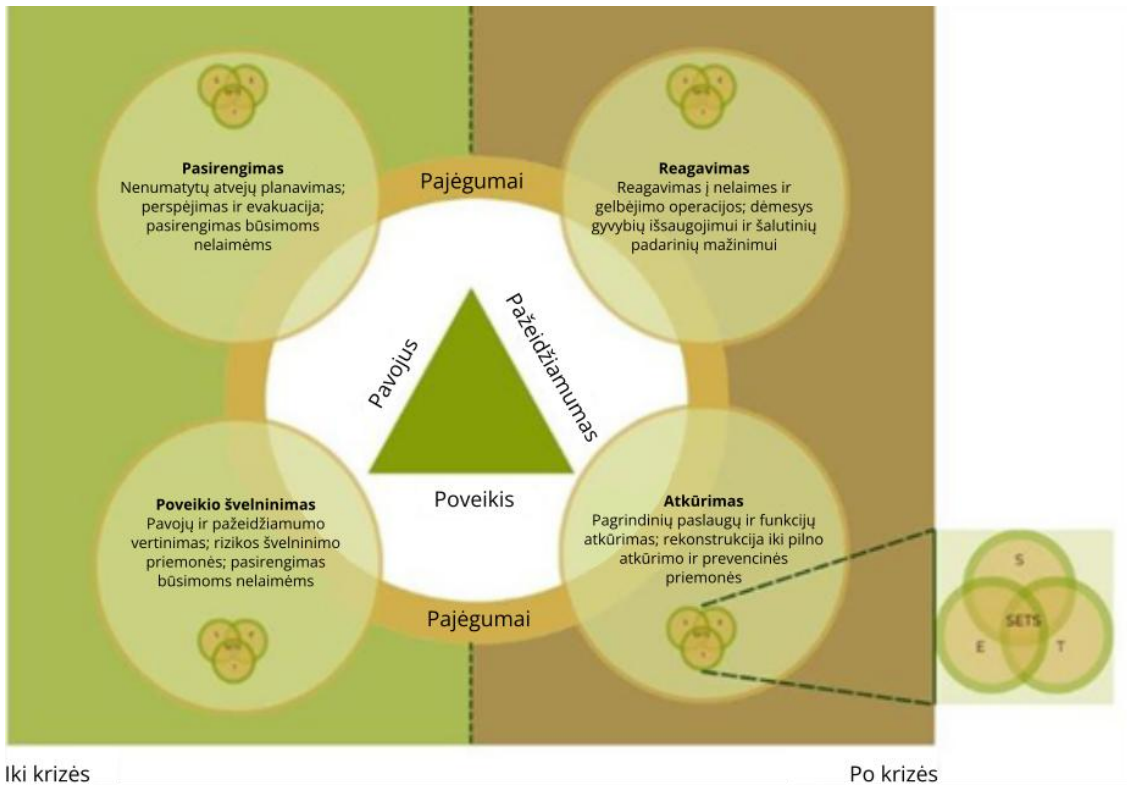 Pasirengimas
Nenumatytų atvejų planavimas;
perspėjimas ir evakuacija;
pasirengimas būsimoms
nelaimėms
Pajėgumai
Reagavimas
Reagavimas į nelaimes ir
gelbėjimo operacijos; dėmesys
gyvybių išsaugojimui ir šalutinių
padarinių mažinimui
Pavojus
Pažeidžiamumas
Poveikis
Poveikio švelninimas
Pavojų ir pažeidžiamumo
vertinimas; rizikos švelninimo
priemonės; pasirengimas
būsimoms nelaimėms
Pajėgumai
Atkūrimas
Pagrindinių paslaugų ir funkcijų
atkūrimas; rekonstrukcija iki pilno
atkūrimo ir prevencinės
priemonės
S
SETS
E
T
Iki krizės
Po krizės